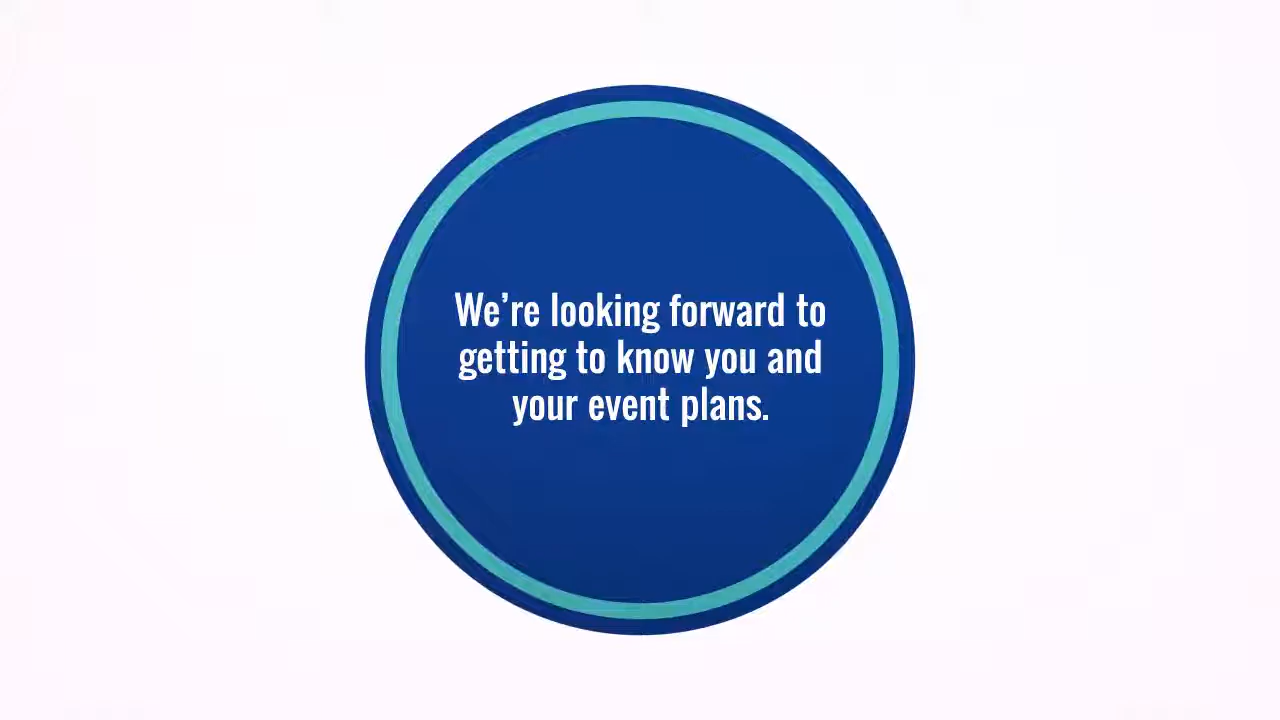 We’re looking forward to
getting to know you and
your event plans.